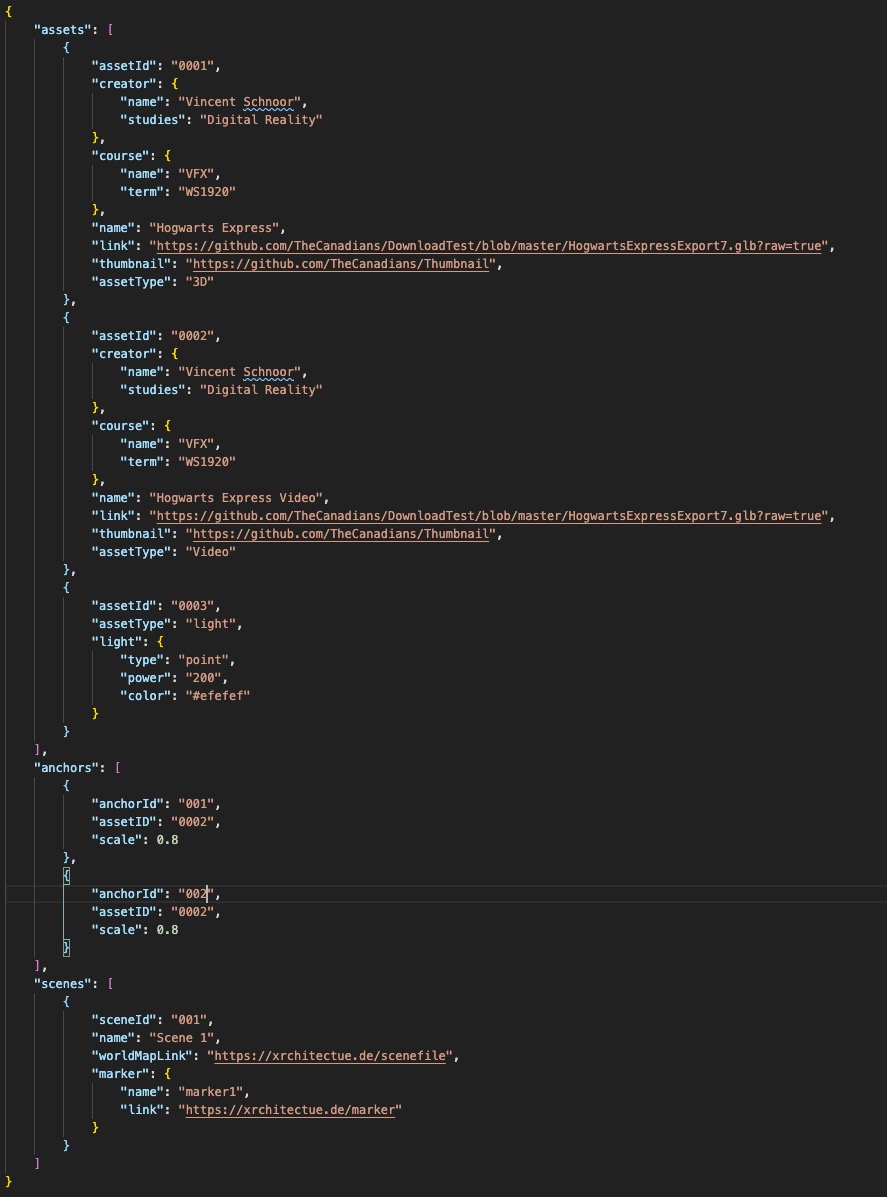 {
"assets": [
{
"assetId": "0001",
"creator": {
"name": "Vincent Schnoor",
"studies": "Digital Reality"
},
"course": {
"name": "VFX",
"term": "WS1920"
},
"name": "Hogwarts Express",
"link": "https://github.com/TheCanadians/DownloadTest/blob/master/HogwartsExpressExport7.glb?raw=true",
"thumbnail": "https://github.com/TheCanadians/Thumbnail",
"assetType": "3D"
},
{
"assetId": "0002",
"creator": {
"name": "Vincent Schnoor",
"studies": "Digital Reality"
},
"course": {
"name": "VFX",
"term": "WS1920"
},
"name": "Hogwarts Express Video",
"link": "https://github.com/TheCanadians/DownloadTest/blob/master/HogwartsExpressExport7.glb?raw=true",
"thumbnail": "https://github.com/TheCanadians/Thumbnail",
"assetType": "Video"
},
{
"assetId": "0003",
"assetType": "light",
"light": {
"type": "point",
"power": "200",
"color": "#efefef"
}
}
],
"anchors": [
{
"anchorId": "001",
"assetID": "0002",
"scale": 0.8
},
{
"anchorId": "002",
"assetID": "0002",
"scale": 0.8
}
],
"scenes": [
{
"sceneId": "001",
"name": "Scene 1",
"worldMapLink": "https://xrchitectue.de/scenefile",
"marker": {
"name": "marker1",
"link": "https://xrchitectue.de/marker"
}
}
]
}